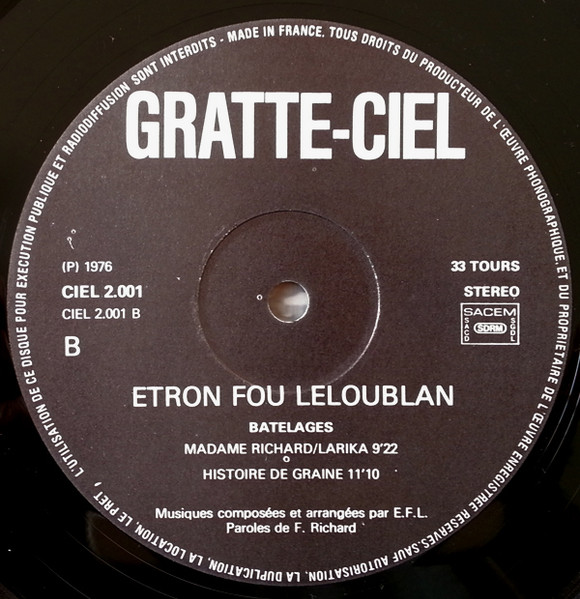 GRATTE-CIEL
(P) 1976
CIEL 2.001
CIEL 2.001 B
B
33 TOURS
STEREO
SACEM
SACD
SDRM
SGDL
ETRON FOU LELOUBLAN
BATELAGES
MADAME RICHARD/LARIKA 9'22
HISTOIRE DE GRAINE 11'10
Musiques composées et arrangées par E.F.L.
Paroles de F. Richard
MADE IN FRANCE. TOUS DROITS DU PRODUCTEUR DE L'ŒUVRE PHONOGRAPHIQUE ET DU PROPRIETAIRE DE L'ŒUVRE ENREGISTREE RESERVES. SAUF AUTORISATION, LA DUPLICATION, LA LOCATION, LE PRET, L'UTILISATION DE CE DISQUE POUR EXECUTION PUBLIQUE ET RADIODIFFUSION SONT INTERDITS -